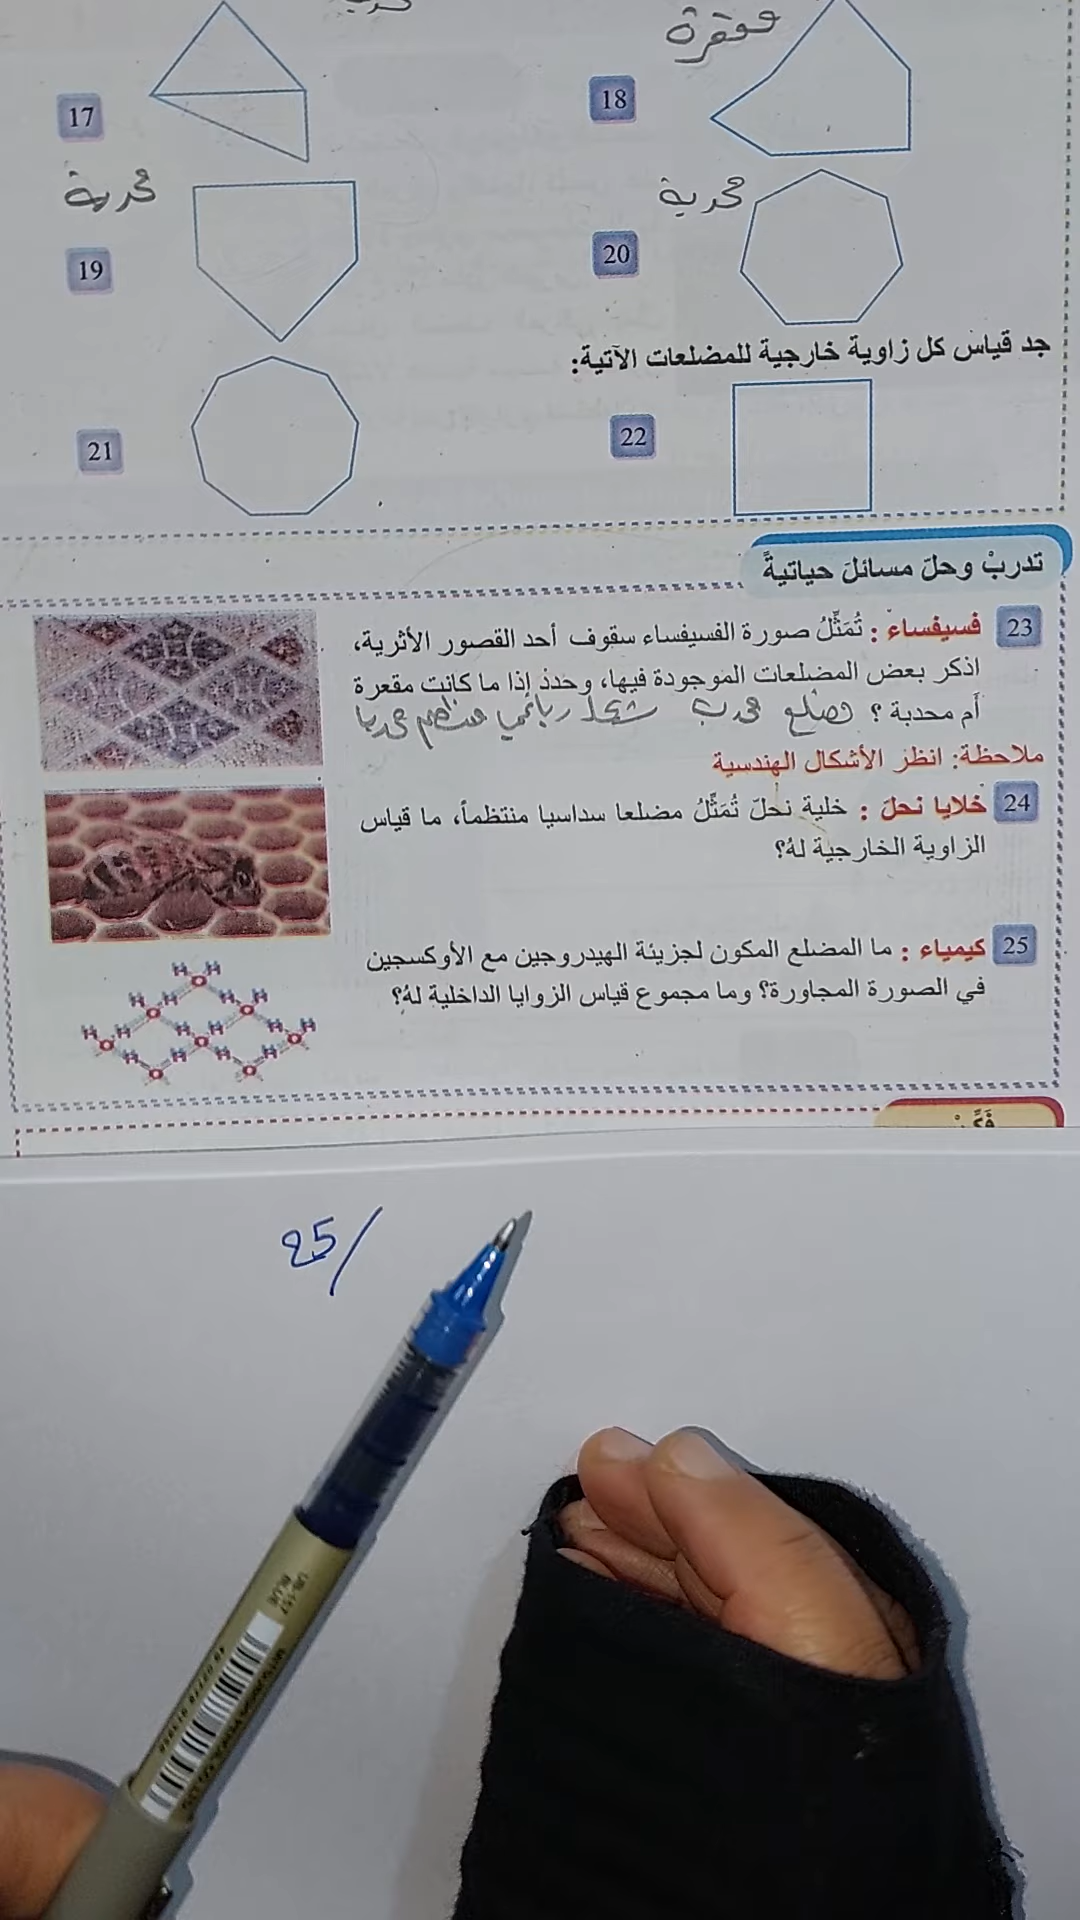 مقعرة
17
18
محدبة
محدبة
19
20
جد قياس كل زاوية خارجية للمضلعات الآتية:
21
22
تدربْ وحلّ مسائلَ حياتيةً
23 فسيفساء : تُمَثِّلُ صورة الفسيفساء سقوف أحد القصور الأثرية،
اذكر بعض المضلعات الموجودة فيها، وحدد إذا ما كانت مقعرة
أم محدبة ؟ مضلع محدب شكل رباعي منتظم محدبا
ملاحظة: انظر الأشكال الهندسية
24 خلايا نحل : خلية نحلّ تُمَثِّلُ مضلعا سداسيا منتظماً، ما قياس
الزاوية الخارجية لهُ؟
25 كيمياء : ما المضلع المكون لجزيئة الهيدروجين مع الأوكسجين
في الصورة المجاورة؟ وما مجموع قياس الزوايا الداخلية لهُ؟
فَكِّرْ
25/